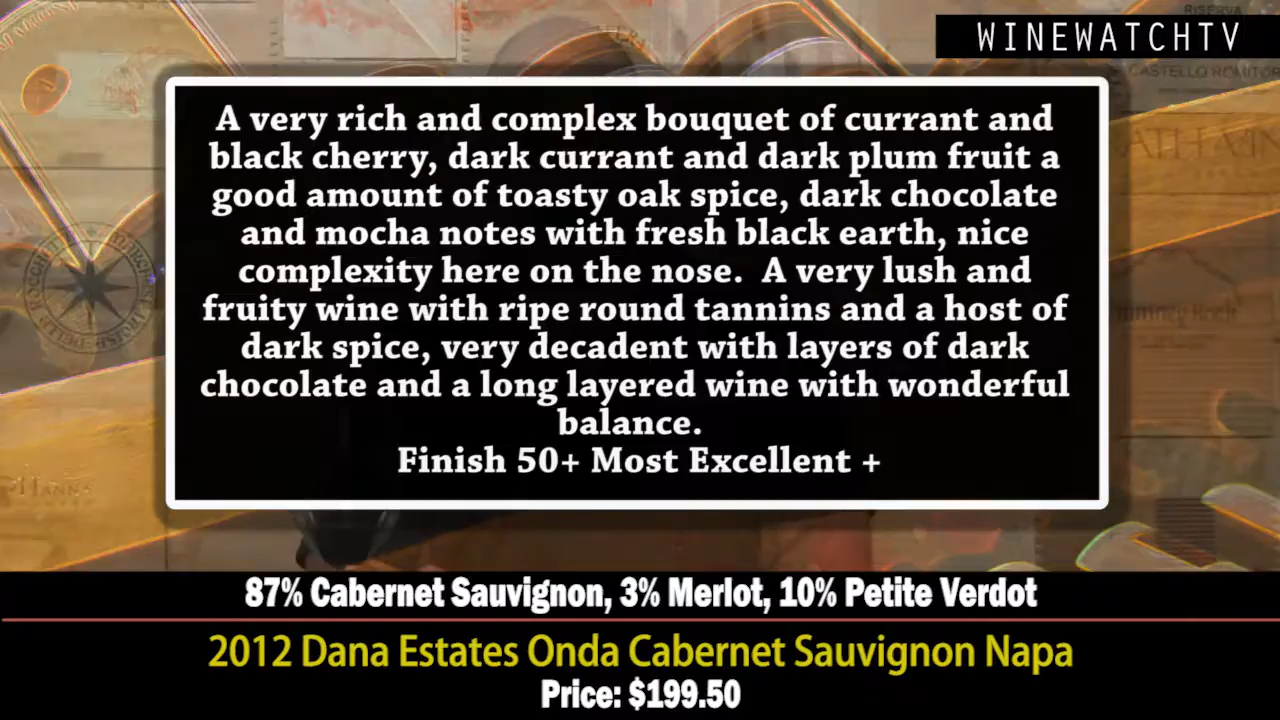 RISERVA
WINEWATCHTV
CASTELLO ROMITOR
A very rich and complex bouquet of currant and
black cherry, dark currant and dark plum fruit a
good amount of toasty oak spice, dark chocolate
and mocha notes with fresh black earth, nice
complexity here on the nose.  A very lush and
fruity wine with ripe round tannins and a host of
dark spice, very decadent with layers of dark
chocolate and a long layered wine with wonderful
balance.
Finish 50+ Most Excellent +
87% Cabernet Sauvignon, 3% Merlot, 10% Petite Verdot
2012 Dana Estates Onda Cabernet Sauvignon Napa
Price: $199.50